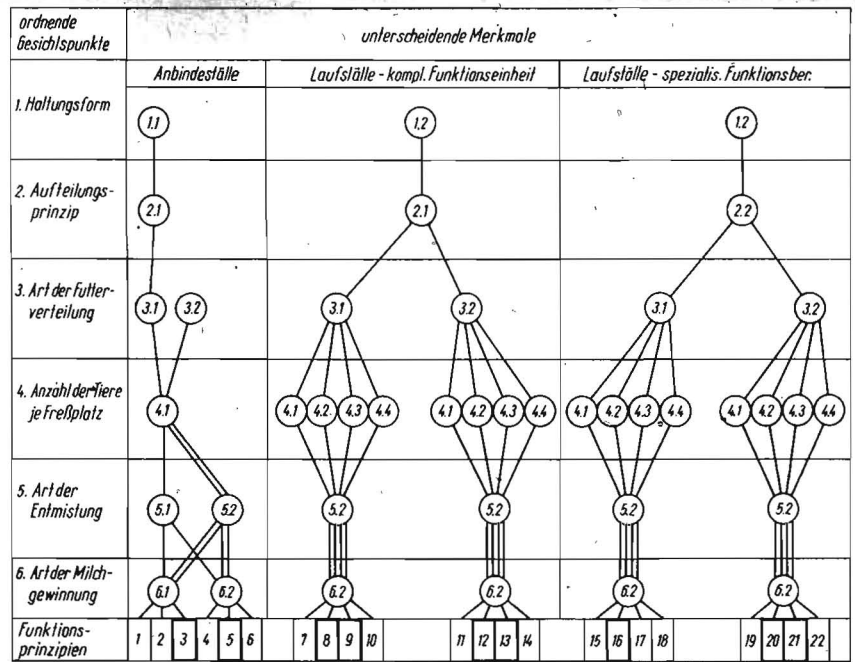 ordnende
Gesichtspunkte
unterscheidende Merkmale
Anbindeställe
Laufställe - kompl. Funktionseinheit
Laufställe - spezialis. Funktionsber.
1. Haltungsform
1.1
1.2
1.2
2. Aufteilungs-
prinzip
2.1
2.1
2.2
3. Art der Futter-
verteilung
3.1
3.2
3.1
3.2
3.1
3.2
4. Anzahl der Tiere
je Freßplatz
4.1
4.1
4.2
4.3
4.4
4.1
4.2
4.3
4.4
4.1
4.2
4.3
4.4
4.1
4.2
4.3
4.4
5. Art der
Entmistung
5.1
5.2
5.2
5.2
5.2
5.2
6. Art der Milch-
gewinnung
6.1
6.2
6.2
6.2
6.2
6.2
Funktions-
prinzipien
1 2 3 4 5 6 7 8 9 10 11 12 13 14 15 16 17 18 19 20 21 22